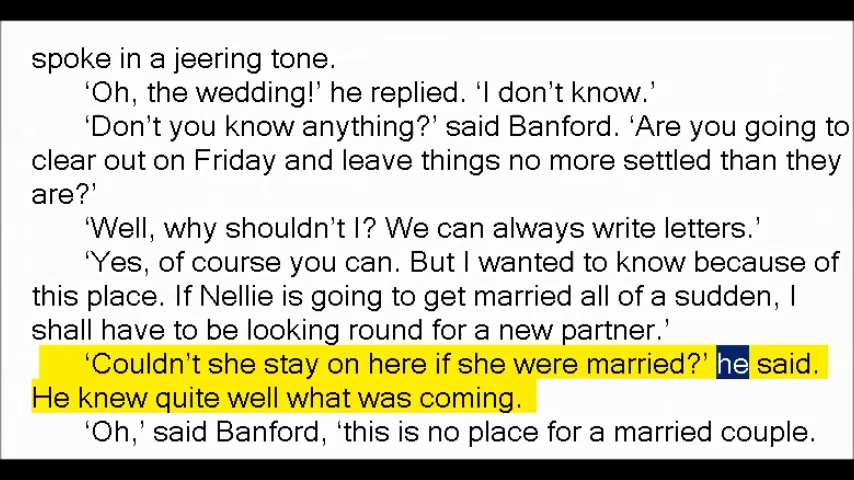 spoke in a jeering tone.
‘Oh, the wedding!’ he replied. ‘I don’t know.’
‘Don’t you know anything?’ said Banford. ‘Are you going to
clear out on Friday and leave things no more settled than they
are?’
‘Well, why shouldn’t I? We can always write letters.’
‘Yes, of course you can. But I wanted to know because of
this place. If Nellie is going to get married all of a sudden, I
shall have to be looking round for a new partner.’
‘Couldn’t she stay on here if she were married?’ he said.
He knew quite well what was coming.
‘Oh,’ said Banford, ‘this is no place for a married couple.